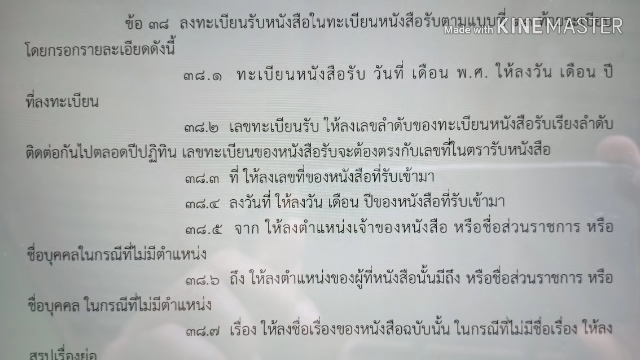 ข้อ ๓๘ ลงทะเบียนรับหนังสือในทะเบียนหนังสือรับตามแบบที่
Made with KINEMASTER
โดยกรอกรายละเอียดดังนี้
๓๘.๑ ทะเบียนหนังสือรับ วันที่ เดือน พ.ศ. ให้ลงวัน เดือน ปี
ที่ลงทะเบียน
๓๘.๒ เลขทะเบียนรับ ให้ลงเลขลำดับของทะเบียนหนังสือรับเรียงลำดับ
ติดต่อกันไปตลอดปีปฏิทิน เลขทะเบียนของหนังสือรับจะต้องตรงกับเลขที่ในตรารับหนังสือ
๓๘.๓ ที่ ให้ลงเลขที่ของหนังสือที่รับเข้ามา
๓๘.๔ ลงวันที่ ให้ลงวัน เดือน ปีของหนังสือที่รับเข้ามา
๓๘.๕ จาก ให้ลงตำแหน่งเจ้าของหนังสือ หรือชื่อส่วนราชการ หรือ
ชื่อบุคคลในกรณีที่ไม่มีตำแหน่ง
๓๘.๖ ถึง ให้ลงตำแหน่งของผู้ที่หนังสือนั้นมีถึง หรือชื่อส่วนราชการ หรือ
ชื่อบุคคล ในกรณีที่ไม่มีตำแหน่ง
๓๘.๗ เรื่อง ให้ลงชื่อเรื่องของหนังสือฉบับนั้น ในกรณีที่ไม่มีชื่อเรื่อง ให้ลง
สรุปเรื่องย่อ